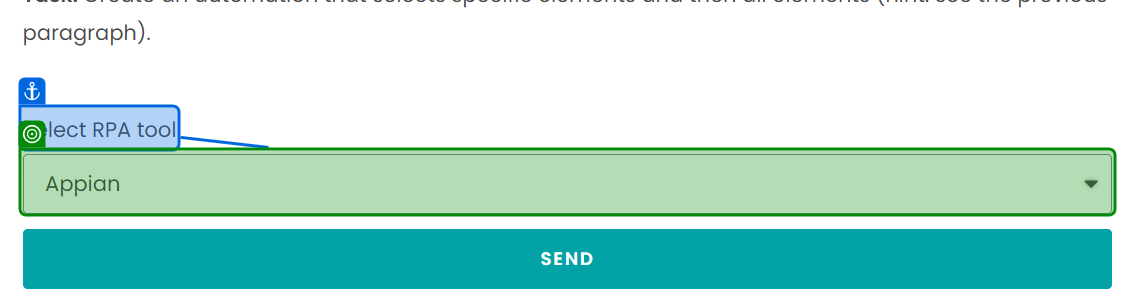 Task: Create an automation that selects specific elements and then all elements (hint: see the previous
paragraph).
elect RPA tool
Appian
SEND